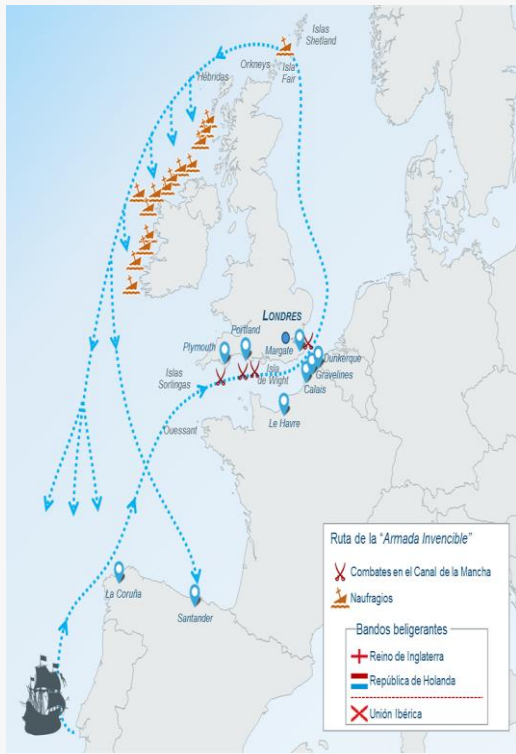 Islas
Shetland
Orkneys
Isla
Fair
Hébridas
LONDRES
Portland
Plymouth
Margate
Dunkerque
Islas
Sorlingas
Isla
de Wight
Gravelines
Calais
Ouessant
Le Havre
La Coruña
Santander
Ruta de la "Armada Invencible"
Combates en el Canal de la Mancha
Naufragios
Bandos beligerantes
Reino de Inglaterra
República de Holanda
Unión Ibérica